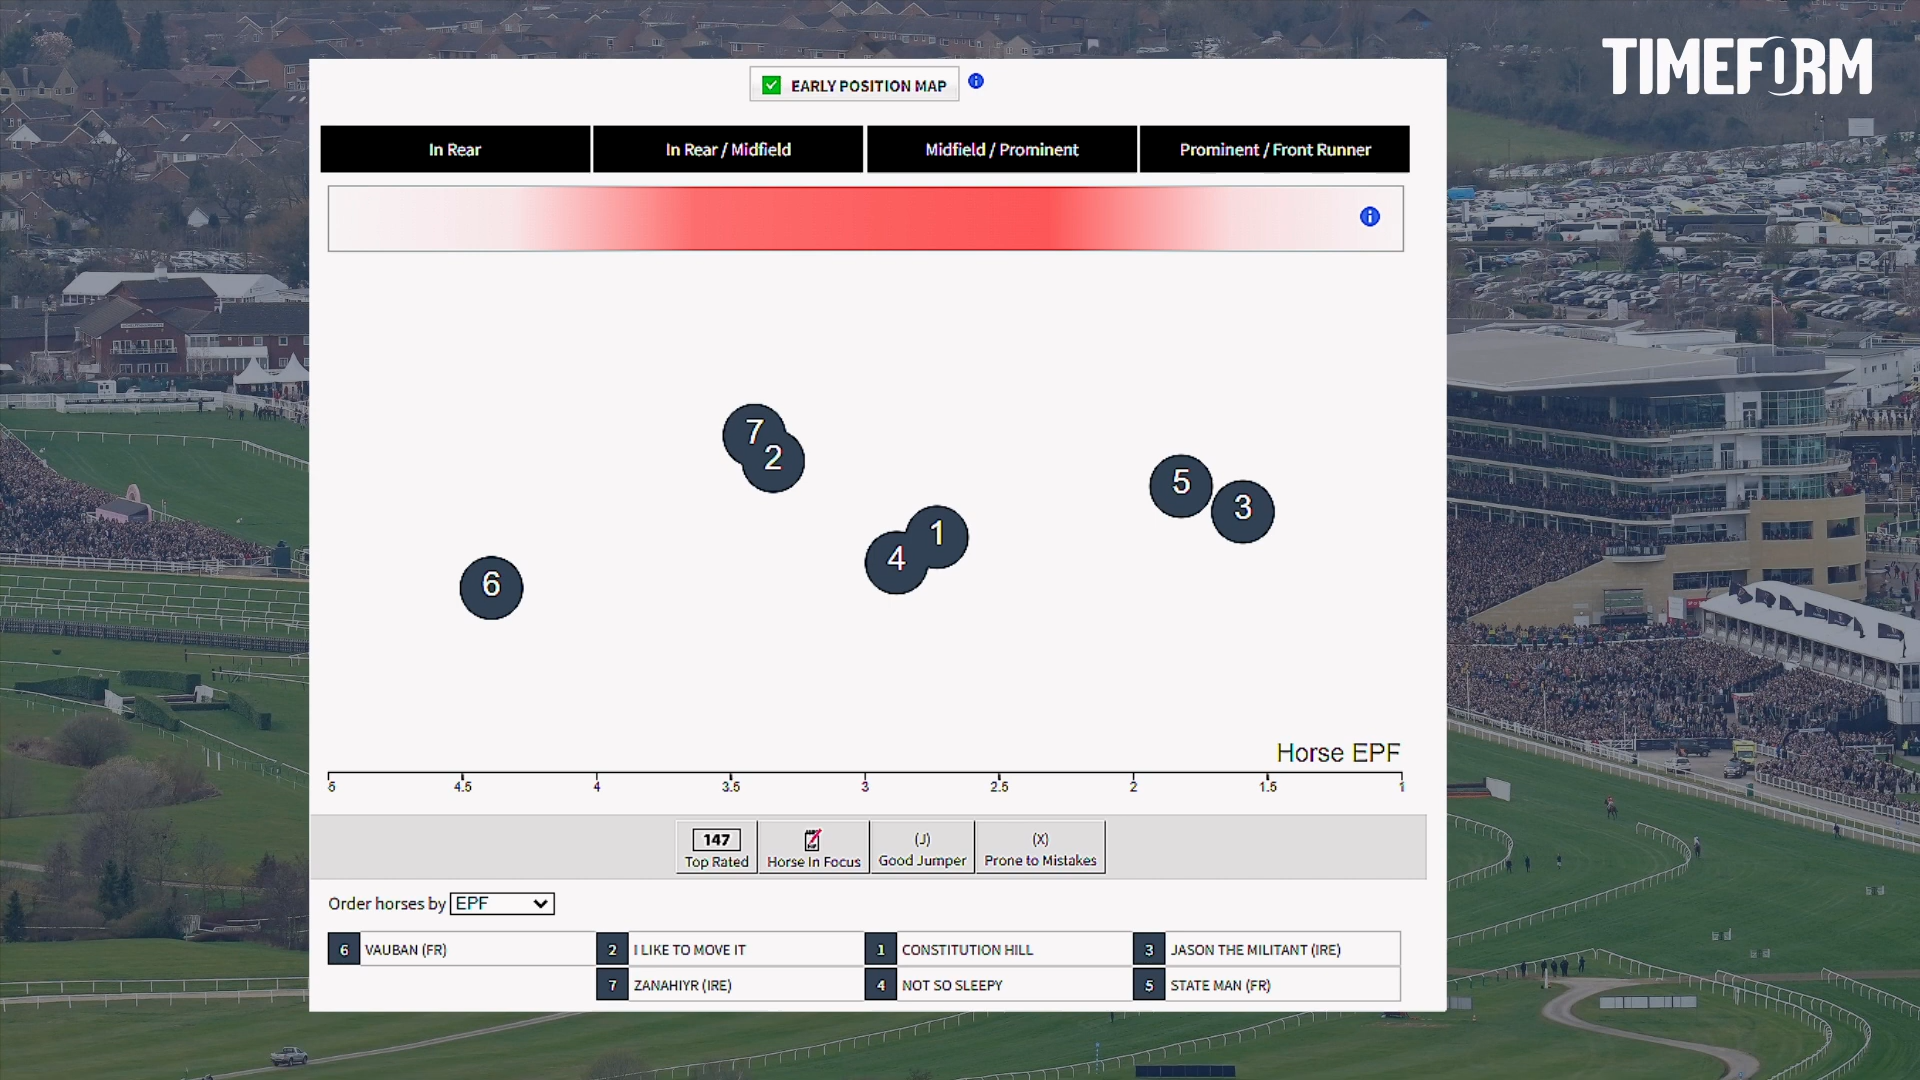 TIMEFORM
EARLY POSITION MAP
In Rear
In Rear / Midfield
Midfield / Prominent
Prominent / Front Runner
7
2
5
3
1
4
6
Horse EPF
5 4.5 4 3.5 3 2.5 2 1.5 1
147
Top Rated
Horse In Focus
(J)
Good Jumper
(X)
Prone to Mistakes
Order horses by EPF
6 VAUBAN (FR)
2 I LIKE TO MOVE IT
1 CONSTITUTION HILL
3 JASON THE MILITANT (IRE)
7 ZANAHIYR (IRE)
4 NOT SO SLEEPY
5 STATE MAN (FR)